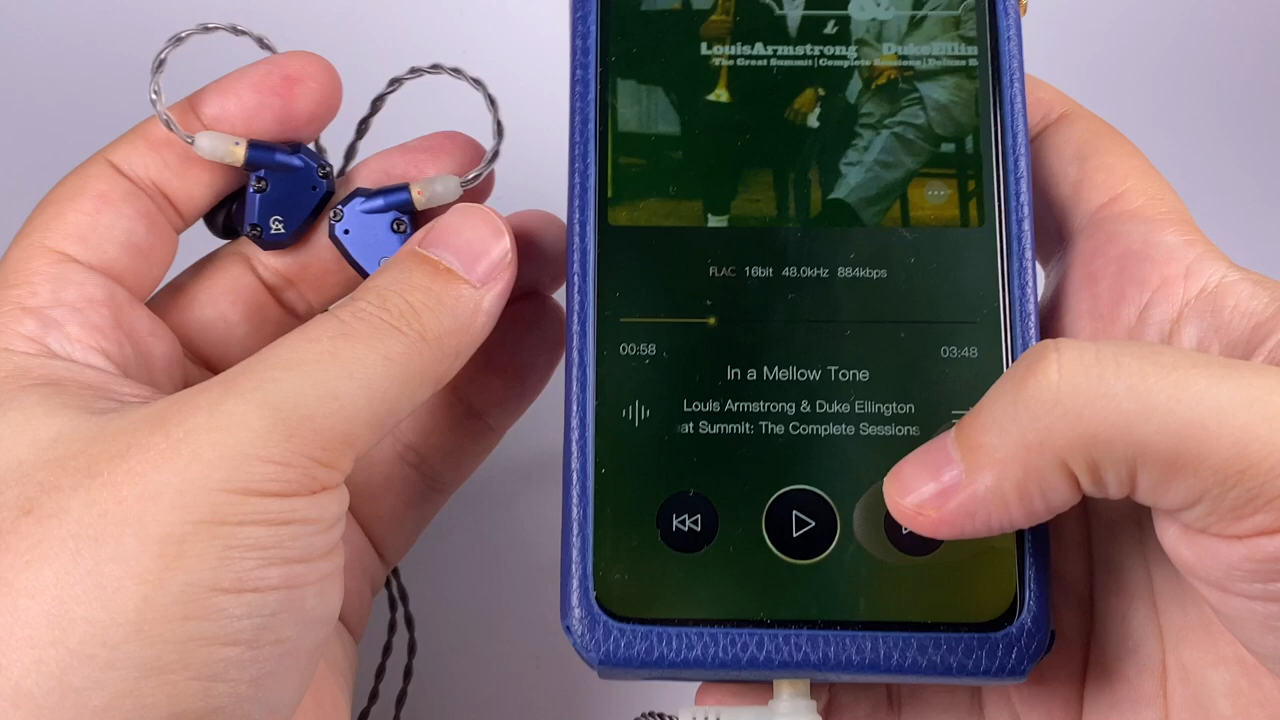 &
LouisArmstrong DukeEllin
The Great Summit | Complete Sessions | Deluxe E
FLAC 16bit 48.0kHz 884kbps
00:58 03:48
In a Mellow Tone
Louis Armstrong & Duke Ellington
at Summit: The Complete Sessions